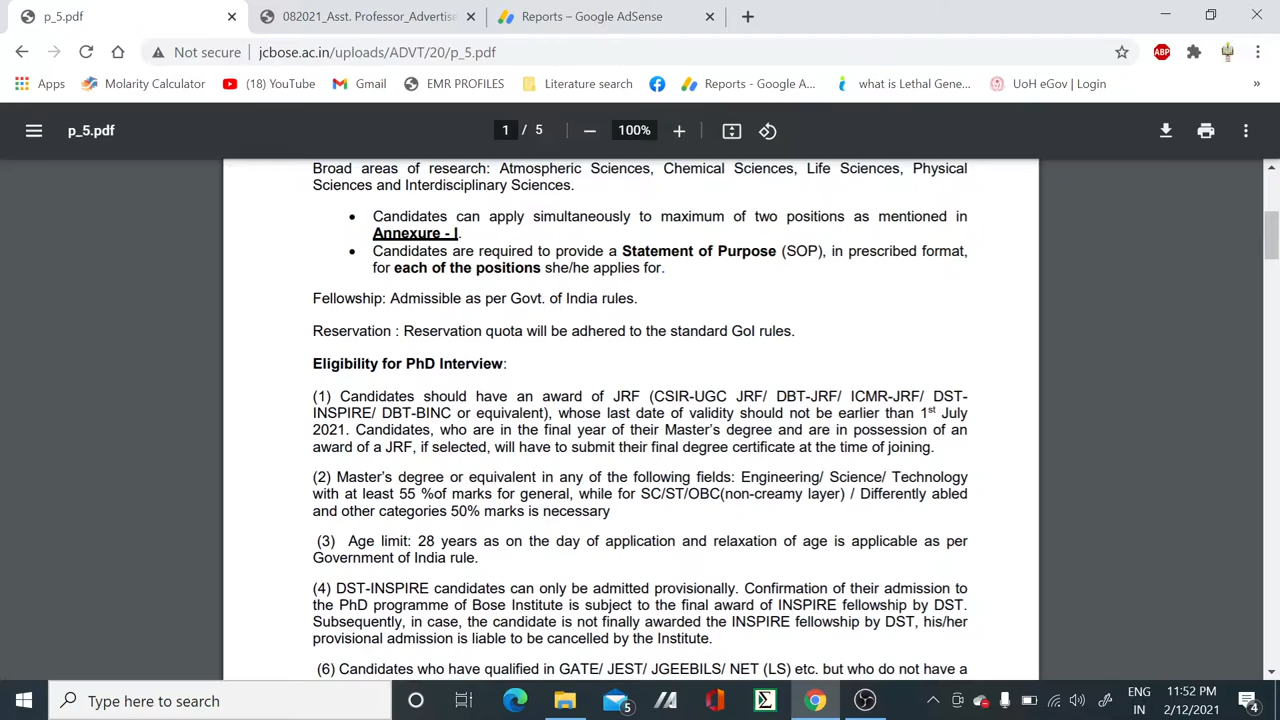 p_5.pdf
082021_Asst. Professor_Advertise
Reports – Google AdSense
Not secure
jcbose.ac.in/uploads/ADVT/20/p_5.pdf
ABP
Apps
Molarity Calculator
(18) YouTube
Gmail
EMR PROFILES
Literature search
Reports - Google A...
what is Lethal Gene...
UoH eGov | Login
»
p_5.pdf
1 / 5
100%
Broad areas of research: Atmospheric Sciences, Chemical Sciences, Life Sciences, Physical
Sciences and Interdisciplinary Sciences.
• Candidates can apply simultaneously to maximum of two positions as mentioned in
Annexure - I.
• Candidates are required to provide a Statement of Purpose (SOP), in prescribed format,
for each of the positions she/he applies for.
Fellowship: Admissible as per Govt. of India rules.
Reservation : Reservation quota will be adhered to the standard GoI rules.
Eligibility for PhD Interview:
(1) Candidates should have an award of JRF (CSIR-UGC JRF/ DBT-JRF/ ICMR-JRF/ DST-
INSPIRE/ DBT-BINC or equivalent), whose last date of validity should not be earlier than 1st July
2021. Candidates, who are in the final year of their Master's degree and are in possession of an
award of a JRF, if selected, will have to submit their final degree certificate at the time of joining.
(2) Master's degree or equivalent in any of the following fields: Engineering/ Science/ Technology
with at least 55 %of marks for general, while for SC/ST/OBC(non-creamy layer) / Differently abled
and other categories 50% marks is necessary
(3) Age limit: 28 years as on the day of application and relaxation of age is applicable as per
Government of India rule.
(4) DST-INSPIRE candidates can only be admitted provisionally. Confirmation of their admission to
the PhD programme of Bose Institute is subject to the final award of INSPIRE fellowship by DST.
Subsequently, in case, the candidate is not finally awarded the INSPIRE fellowship by DST, his/her
provisional admission is liable to be cancelled by the Institute.
(6) Candidates who have qualified in GATE/ JEST/ JGEEBILS/ NET (LS) etc. but who do not have a
Type here to search
5
ENG
IN
11:52 PM
2/12/2021
4